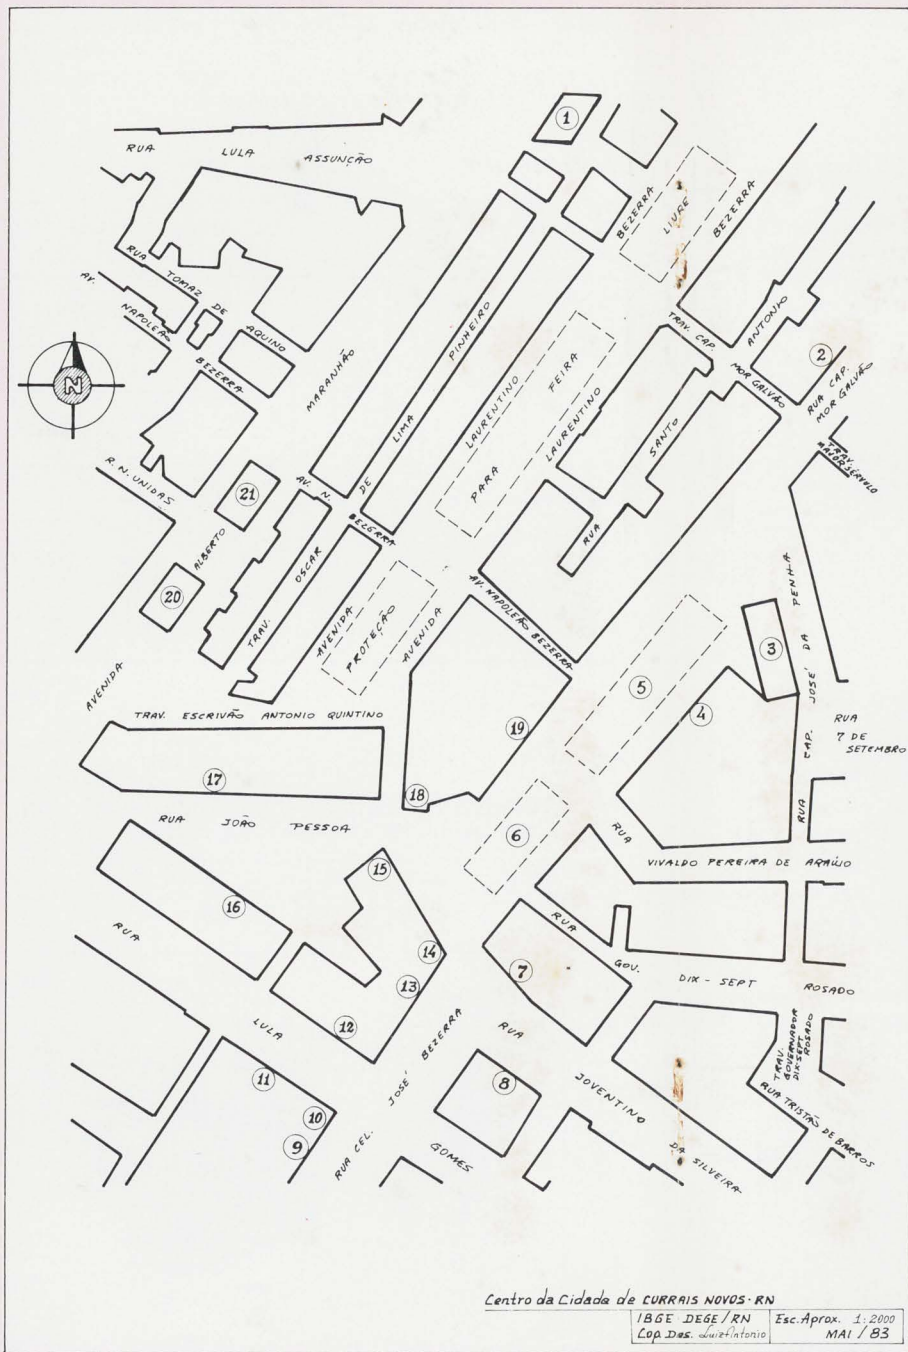 1
RUA LULA ASSUNÇÃO
BEZERRA
LIVRE
BEZERRA
RUA TOMAZ DE AQUINO
AV. NAPOLEÃO BEZERRA
N
MARANHÃO
LIMA
PINHEIRO
LAURENTINO
FEIRA
PARA
LAURENTINO
TRAV. CAP. MOR GALVÃO
ANTONIO
2
RUA CAP.
MOR GALVÃO
TRAV.
MAJOR SERVULO
SANTO
RUA
R. N. UNIDAS
21
AV. N. BEZERRA
DE
ALBERTO
20
OSCAR
TRAV.
AVENIDA
PROTEÇÃO
AVENIDA
AV. NAPOLEÃO BEZERRA
CAP. JOSÉ DA PENHA
3
5
4
RUA
7 DE
SETEMBRO
AVENIDA
TRAV. ESCRIVÃO ANTONIO QUINTINO
19
17
18
RUA JOÃO PESSOA
6
RUA
RUA
VIVALDO PEREIRA DE ARAÚJO
15
16
RUA
14
13
7
RUA
GOV.
DIX-SEPT ROSADO
12
LULA
JOSÉ BEZERRA
RUA
TRAV.
GOVERNADOR
DIX-SEPT
ROSADO
11
8
JOVENTINO
RUA TRISTÃO DE BARROS
10
9
RUA CEL.
GOMES
DA SILVEIRA
Centro da Cidade de CURRAIS NOVOS-RN
IBGE DEGE/RN Esc. Aprox. 1:2000
Cop. Des. Luiz Antonio MAI/83